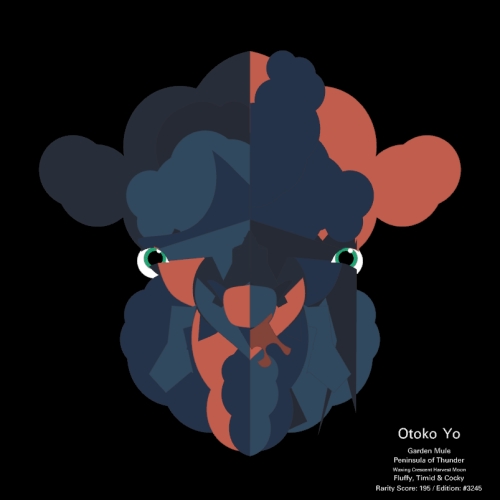 Otoko Yo
Garden Mule
Peninsula of Thunder
Waxing Crescent Harvest Moon
Fluffy, Timid & Cocky
Rarity Score: 195 / Edition: #3245